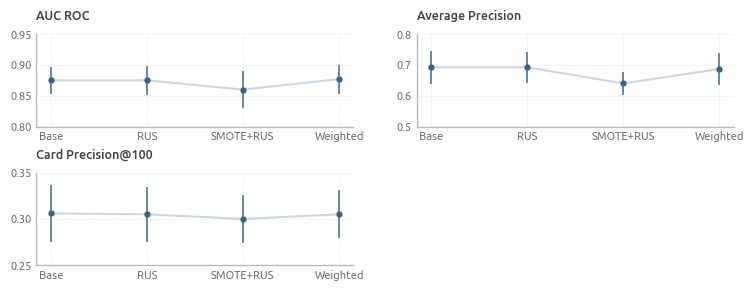 AUC ROC
0.95
0.90
0.85
0.80
Base RUS SMOTE+RUS Weighted
Average Precision
0.8
0.7
0.6
0.5
Base RUS SMOTE+RUS Weighted
Card Precision@100
0.35
0.30
0.25
Base RUS SMOTE+RUS Weighted